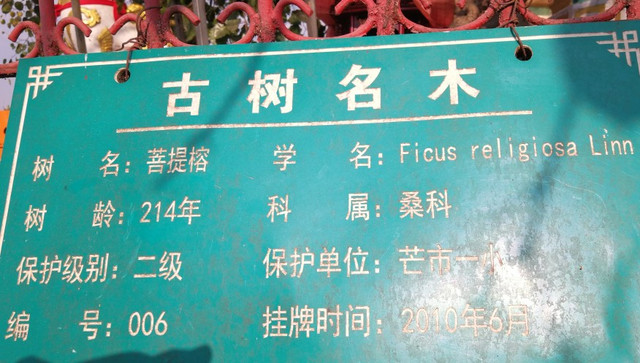 古树名木
树 名：菩提榕 学 名：Ficus religiosa Linn
树 龄：214年 科 属：桑科
保护级别：二级 保护单位：芒市一小
编 号：006 挂牌时间：2010年6月